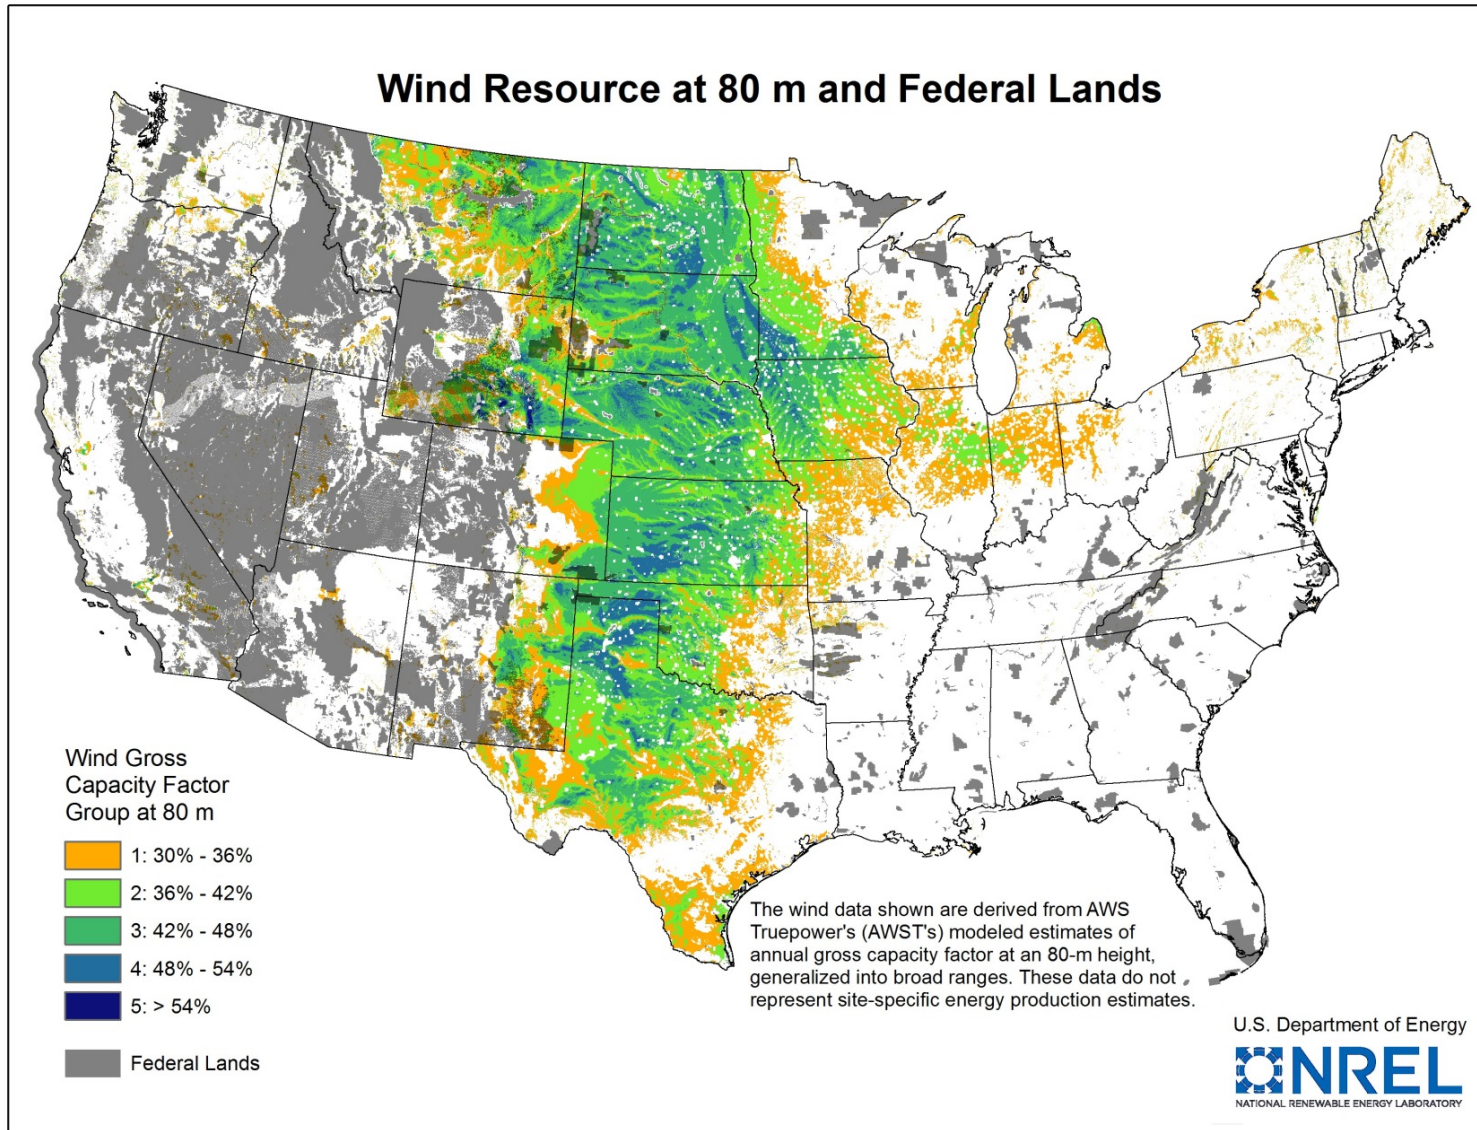 Wind Resource at 80 m and Federal Lands
Wind Gross
Capacity Factor
Group at 80 m
1: 30% - 36%
2: 36% - 42%
3: 42% - 48%
4: 48% - 54%
5: > 54%
Federal Lands
The wind data shown are derived from AWS
Truepower's (AWST's) modeled estimates of
annual gross capacity factor at an 80-m height,
generalized into broad ranges. These data do not
represent site-specific energy production estimates.
U.S. Department of Energy
NREL
NATIONAL RENEWABLE ENERGY LABORATORY